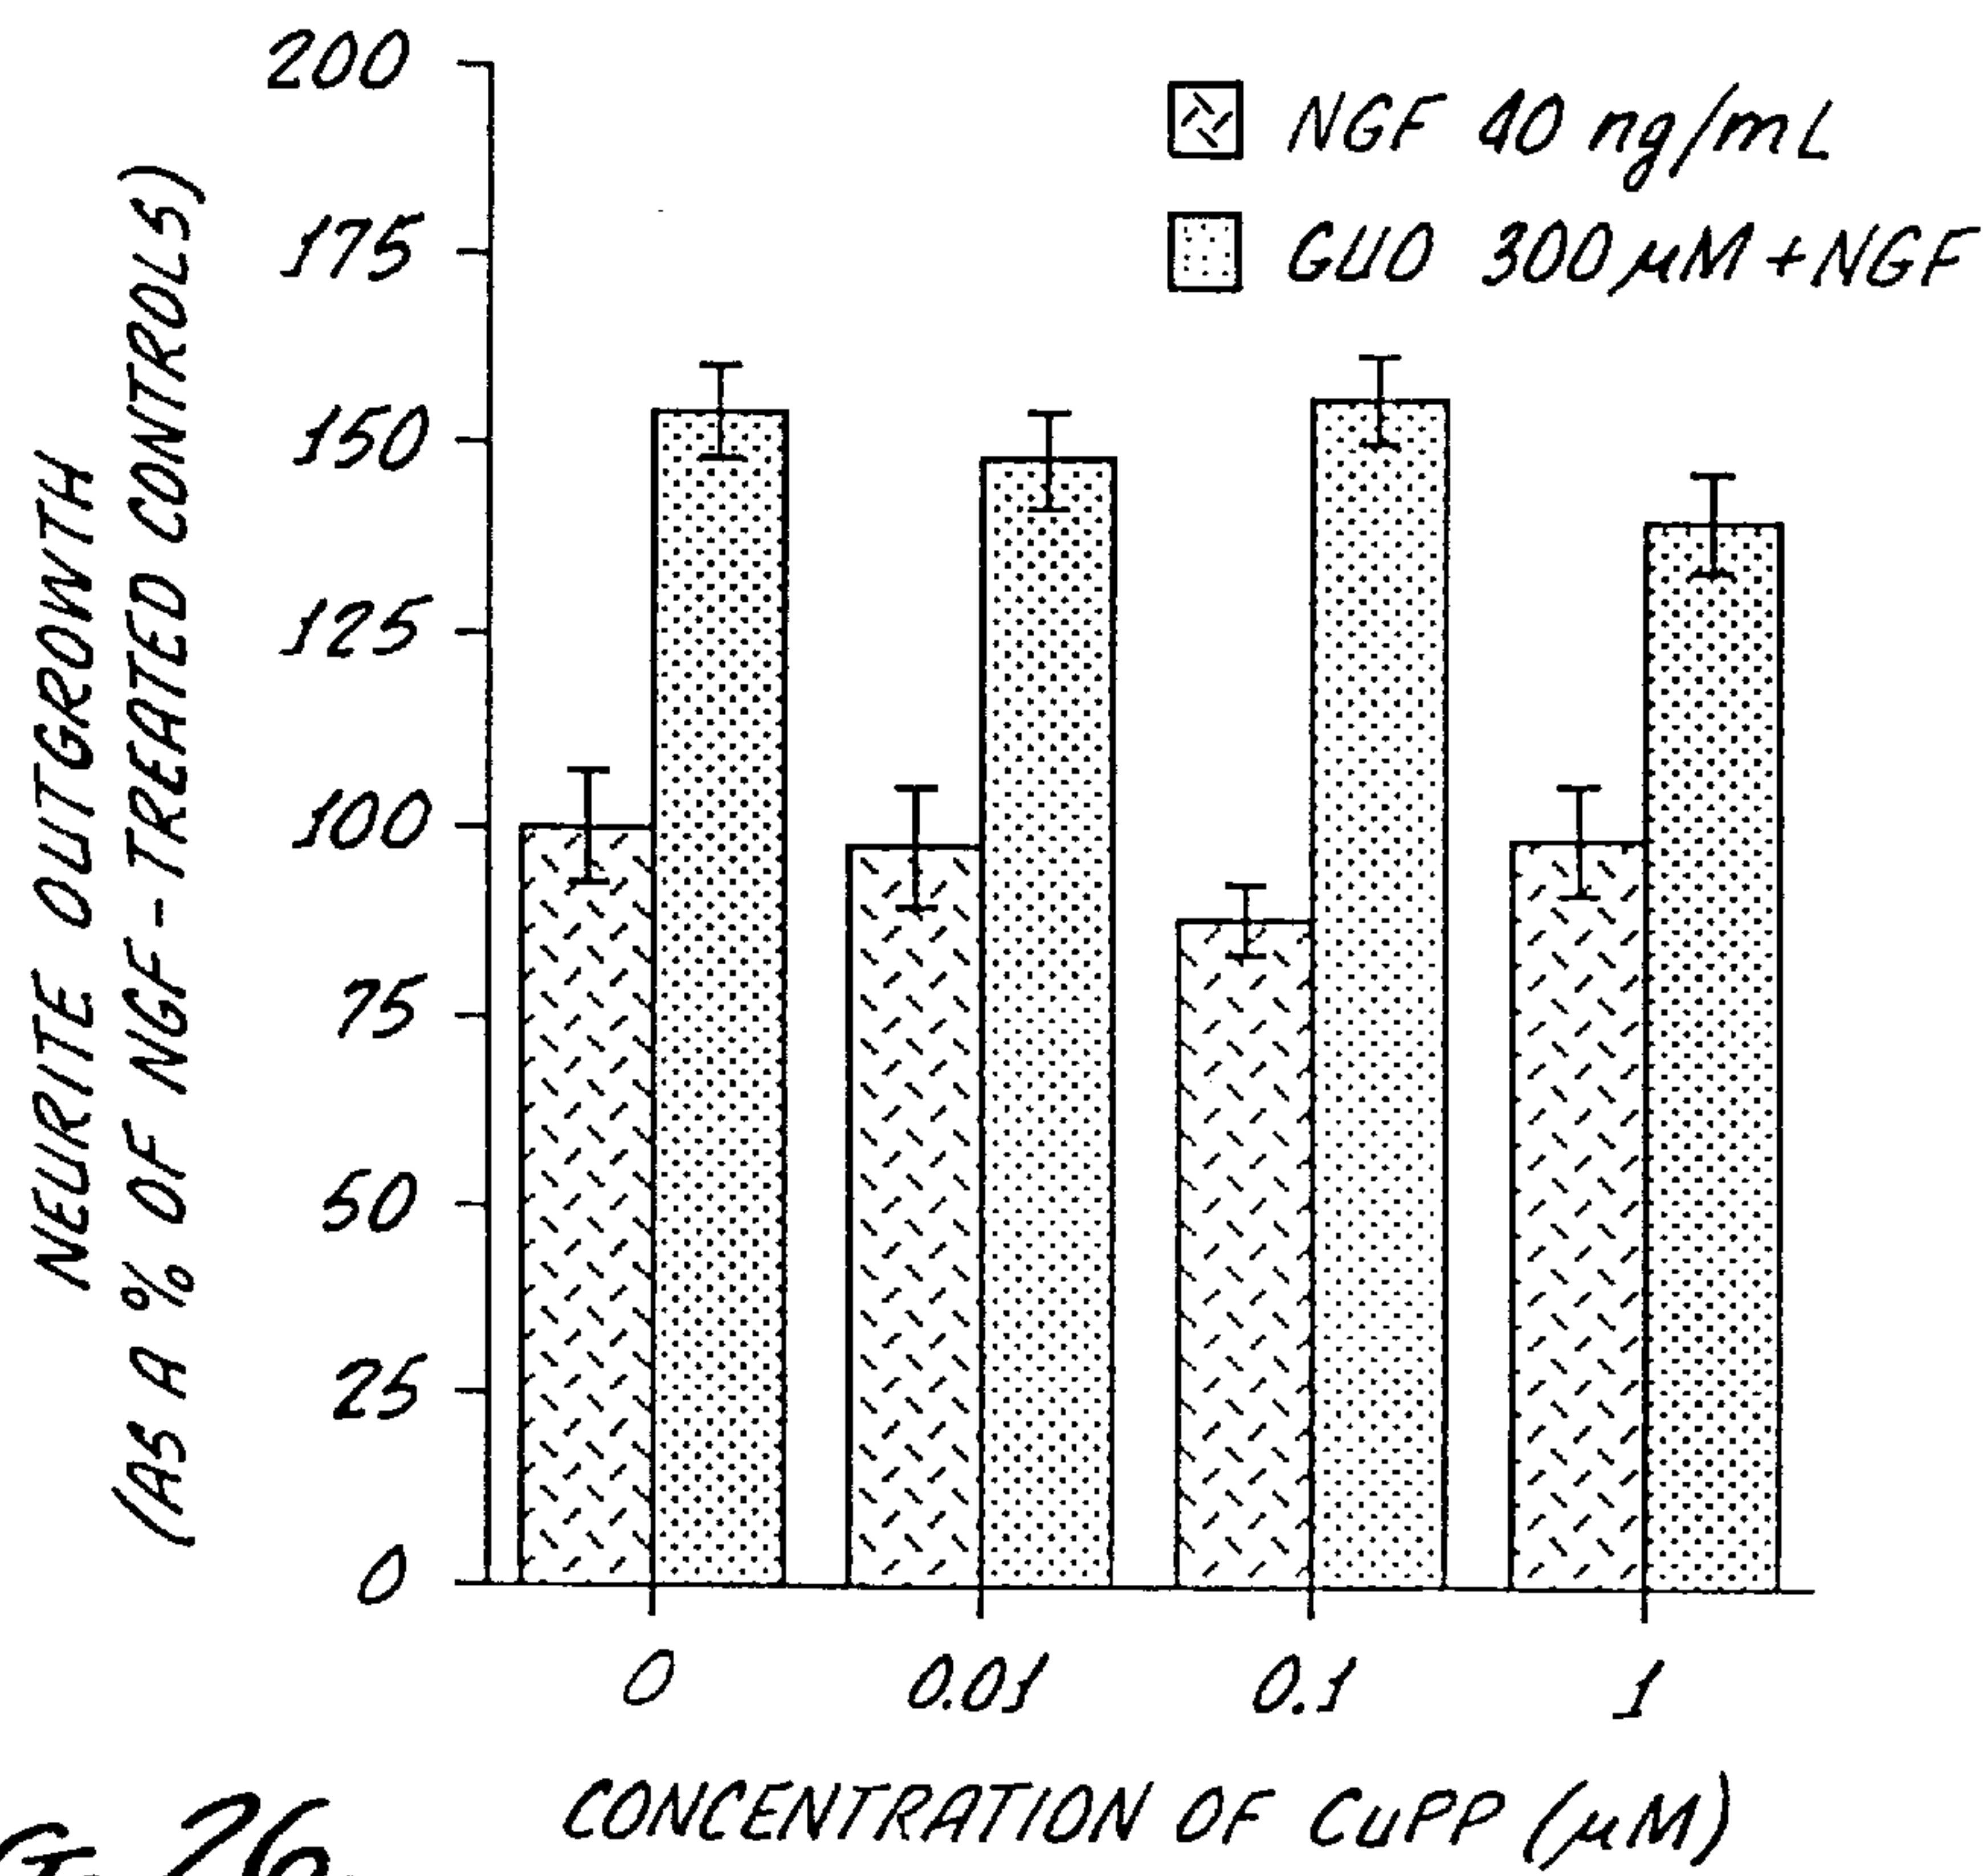 200
175
150
125
100
75
50
25
0
NEURITE OUTGROWTH
(AS A % OF NGF-TREATED CONTROLS)
NGF 40 ng/mL
GUO 300 µM + NGF
0 0.01 0.1 1
CONCENTRATION OF CuPP (µM)
26